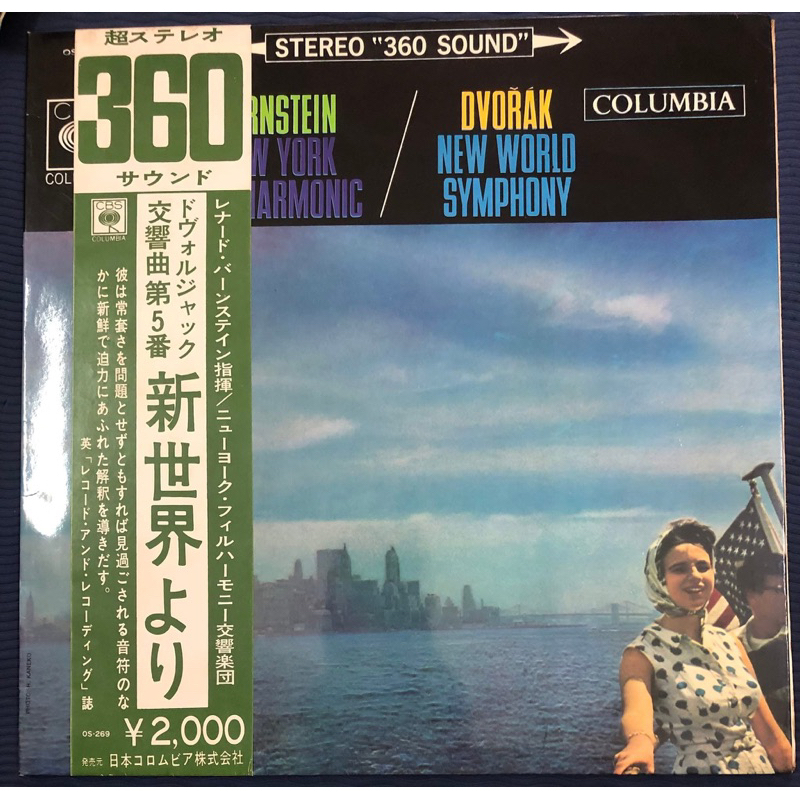 STEREO "360 SOUND"
RNSTEIN
W YORK
HARMONIC
DVOŘÁK
NEW WORLD
SYMPHONY
COLUMBIA
OS
CB
COL
超ステレオ
360
サウンド
CBS
COLUMBIA
レナード・バーンステイン指揮/ニューヨーク・フィルハーモニー交響楽団
ドヴォルジャック
交響曲第5番
新世界より
彼は常套さを問題とせずともすれば見過ごされる音符のな
かに新鮮で迫力にあふれた解釈を導きだす。
英「レコード・アンド・レコーディング」誌
OS-269 ¥2,000
発売元 日本コロムビア株式会社